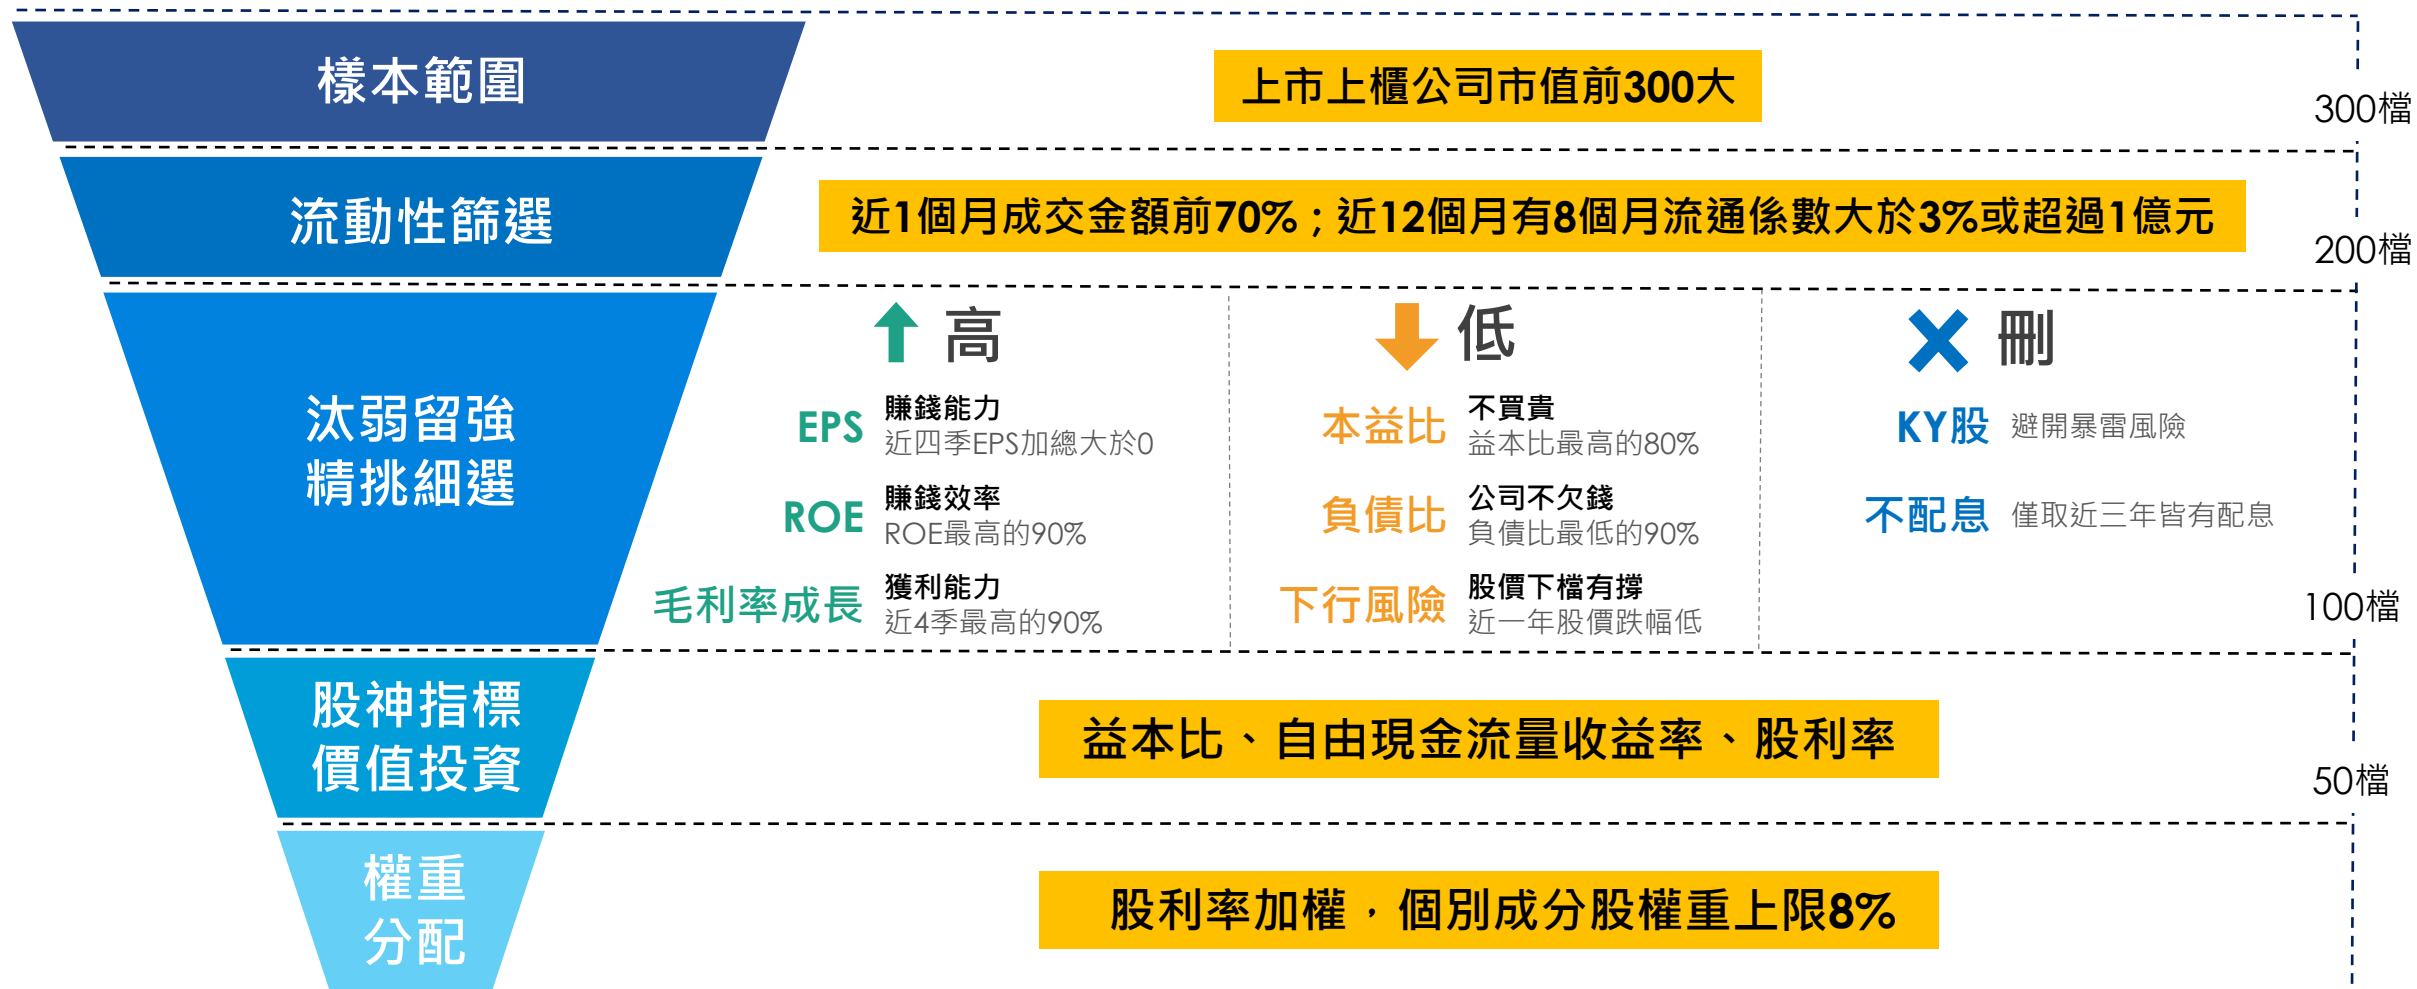 樣本範圍
上市上櫃公司市值前300大
300檔
流動性篩選
近1個月成交金額前70%；近12個月有8個月流通係數大於3%或超過1億元
200檔
汰弱留強
精挑細選
高
EPS
賺錢能力
近四季EPS加總大於0
ROE
賺錢效率
ROE最高的90%
毛利率成長
獲利能力
近4季最高的90%
低
本益比
不買貴
益本比最高的80%
負債比
公司不欠錢
負債比最低的90%
下行風險
股價下檔有撐
近一年股價跌幅低
刪
KY股
避開暴雷風險
不配息
僅取近三年皆有配息
100檔
股神指標
價值投資
益本比、自由現金流量收益率、股利率
50檔
權重
分配
股利率加權，個別成分股權重上限8%